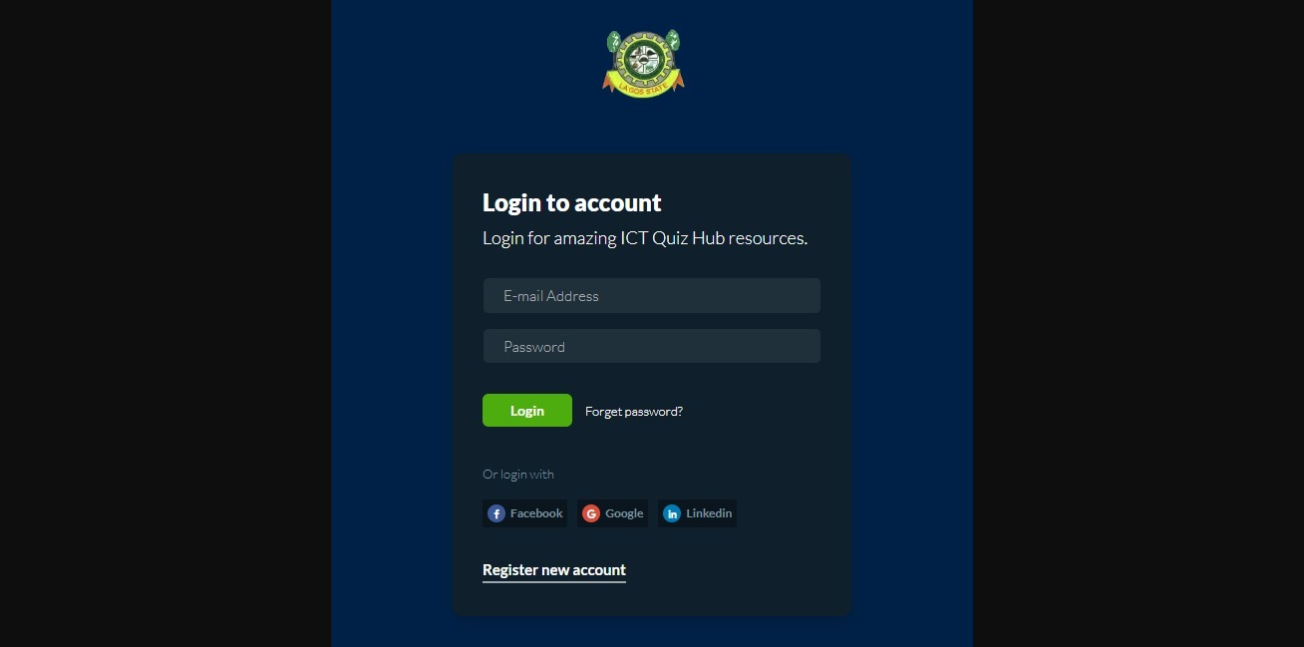 LAGOS STATE
Login to account
Login for amazing ICT Quiz Hub resources.
E-mail Address
Password
Login Forget password?
Or login with
f Facebook G Google in Linkedin
Register new account